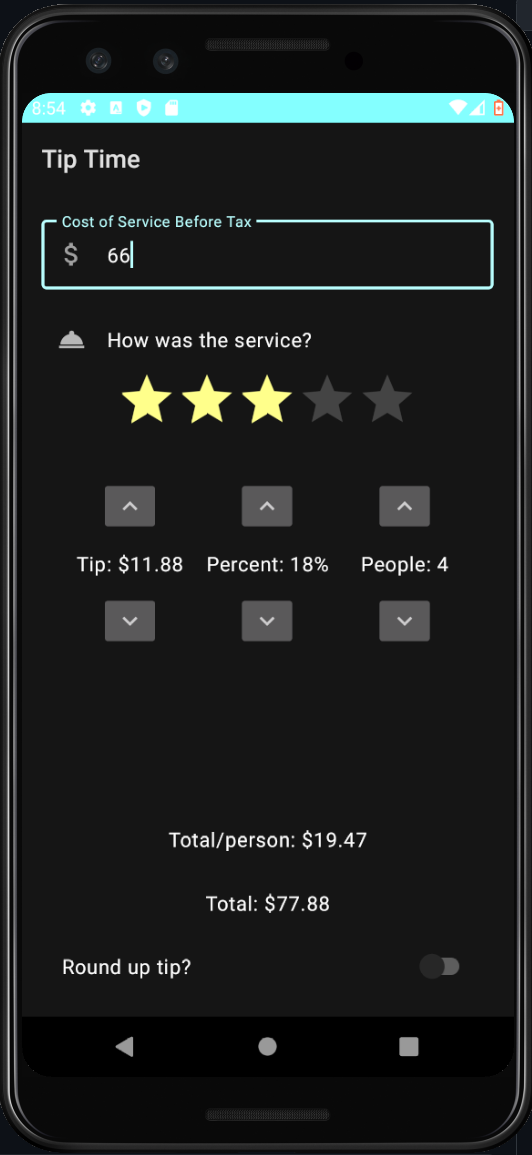 8:54
Tip Time
Cost of Service Before Tax
$ 66
How was the service?
Tip: $11.88 Percent: 18% People: 4
Total/person: $19.47
Total: $77.88
Round up tip?